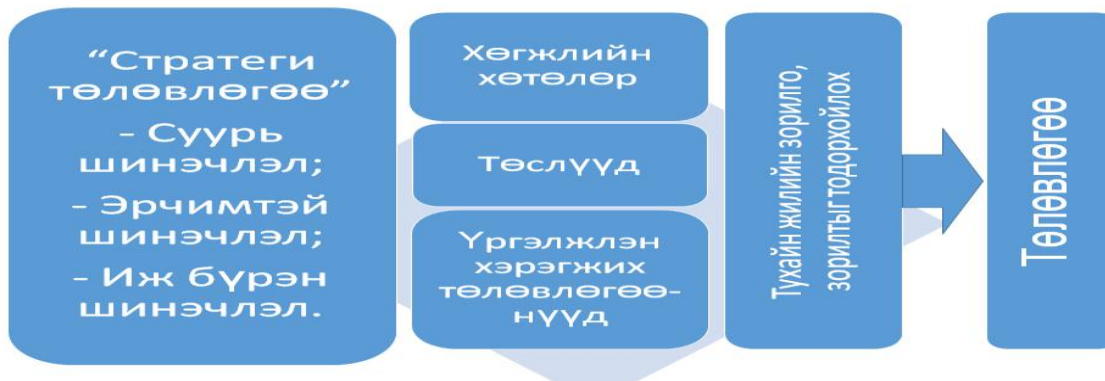 “Стратеги
төлөвлөгөө”
- Суурь
шинэчлэл;
- Эрчимтэй
шинэчлэл;
- Иж бүрэн
шинэчлэл.
Хөгжлийн
хөтөлөр
Төслүүд
Үргэлжлэн
хэрэгжих
төлөвлөгөө-
нүүд
Тухайн жилийн зорилго,
зорилтыг тодорхойлох
Төлөвлөгөө